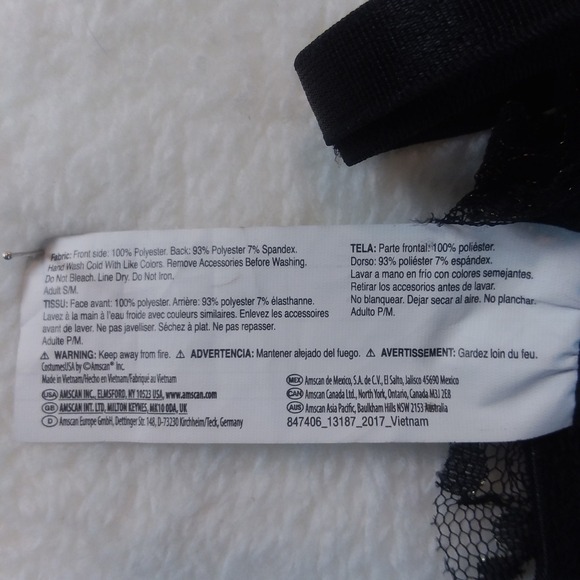 Fabric: Front side: 100% Polyester. Back: 93% Polyester 7% Spandex.
Hand Wash Cold With Like Colors. Remove Accessories Before Washing.
Do Not Bleach. Line Dry. Do Not Iron.
Adult S/M.
TISSU: Face avant: 100% polyester. Arrière: 93% polyester 7% élasthanne.
Lavez à la main à l'eau froide avec couleurs similaires. Enlevez les accessoires
avant de laver. Ne pas javeliser. Séchez à plat. Ne pas repasser.
Adulte P/M.
TELA: Parte frontal: 100% poliéster.
Dorso: 93% poliéster 7% espándex.
Lavar a mano en frío con colores semejantes.
Retirar los accesorios antes de lavar.
No blanquear. Dejar secar al aire. No planchar.
Adulto P/M.
⚠ WARNING: Keep away from fire. ⚠ ADVERTENCIA: Mantener alejado del fuego. ⚠ AVERTISSEMENT: Gardez loin du feu.
CostumesUSA by ©Amscan® Inc.
Made in Vietnam/Hecho en Vietnam/Fabriqué au Vietnam
USA AMSCAN INC., ELMSFORD, NY 10523 USA, www.amscan.com
GB AMSCAN INT. LTD, MILTON KEYNES, MK10 0DA, UK
D Amscan Europe GmbH, Dettinger Str. 148, D-73230 Kirchheim/Teck, Germany
MEX Amscan de Mexico, S.A. de C.V., El Salto, Jalisco 45690 Mexico
CAN Amscan Canada Ltd., North York, Ontario, Canada M3J 2E8
AUS Amscan Asia Pacific, Baulkham Hills NSW 2153 Australia
847406_13187_2017_Vietnam